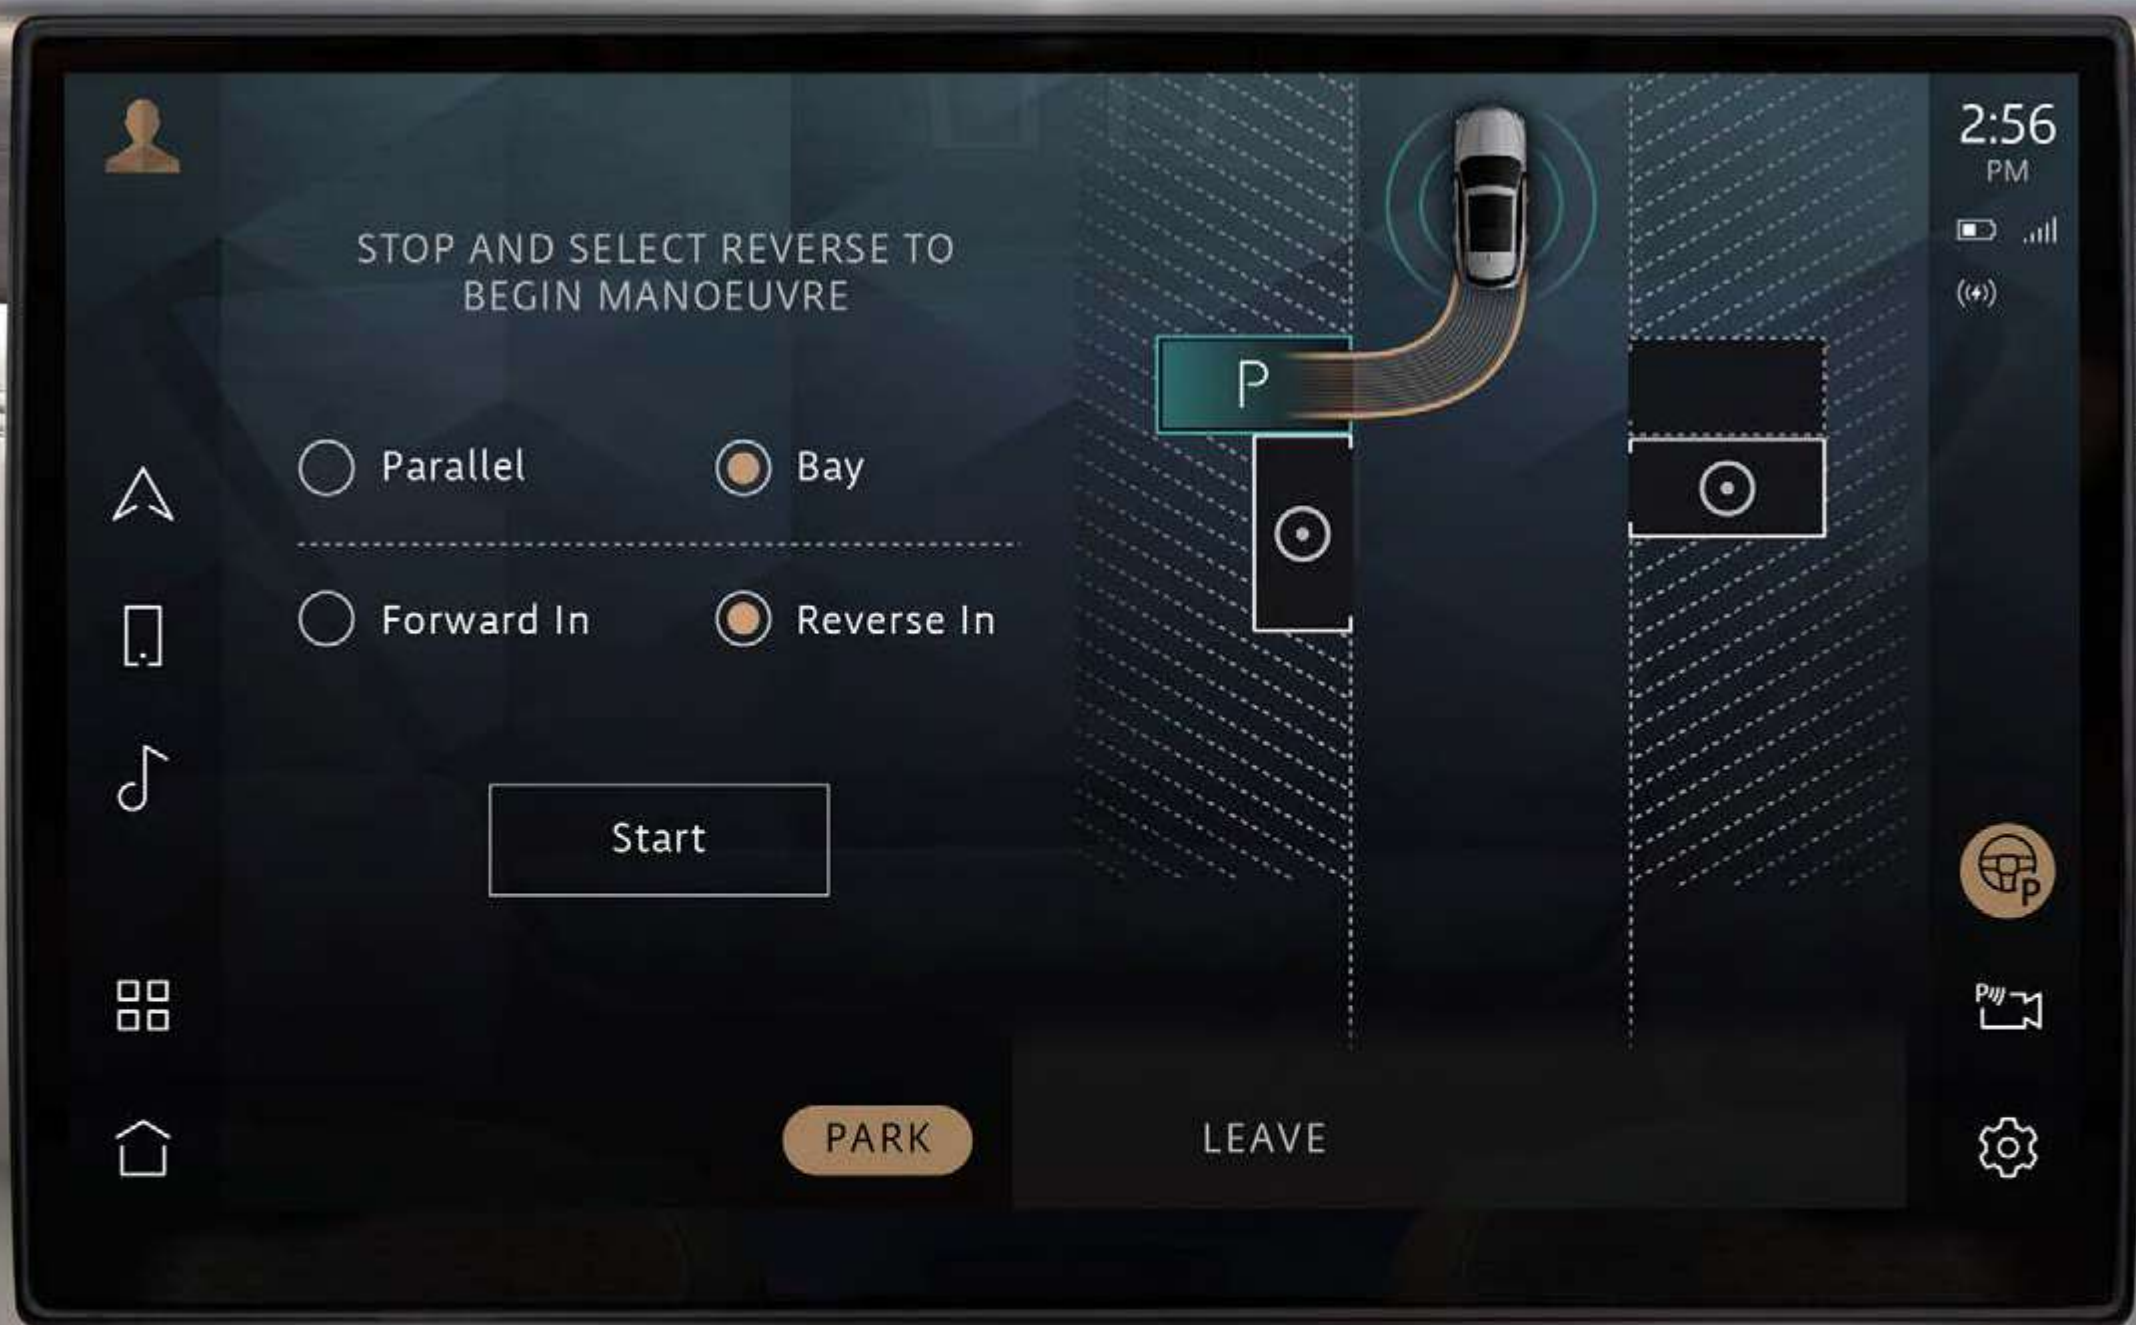 2:56
PM
STOP AND SELECT REVERSE TO
BEGIN MANOEUVRE
P
Parallel
Bay
Forward In
Reverse In
Start
P
P
PARK
LEAVE